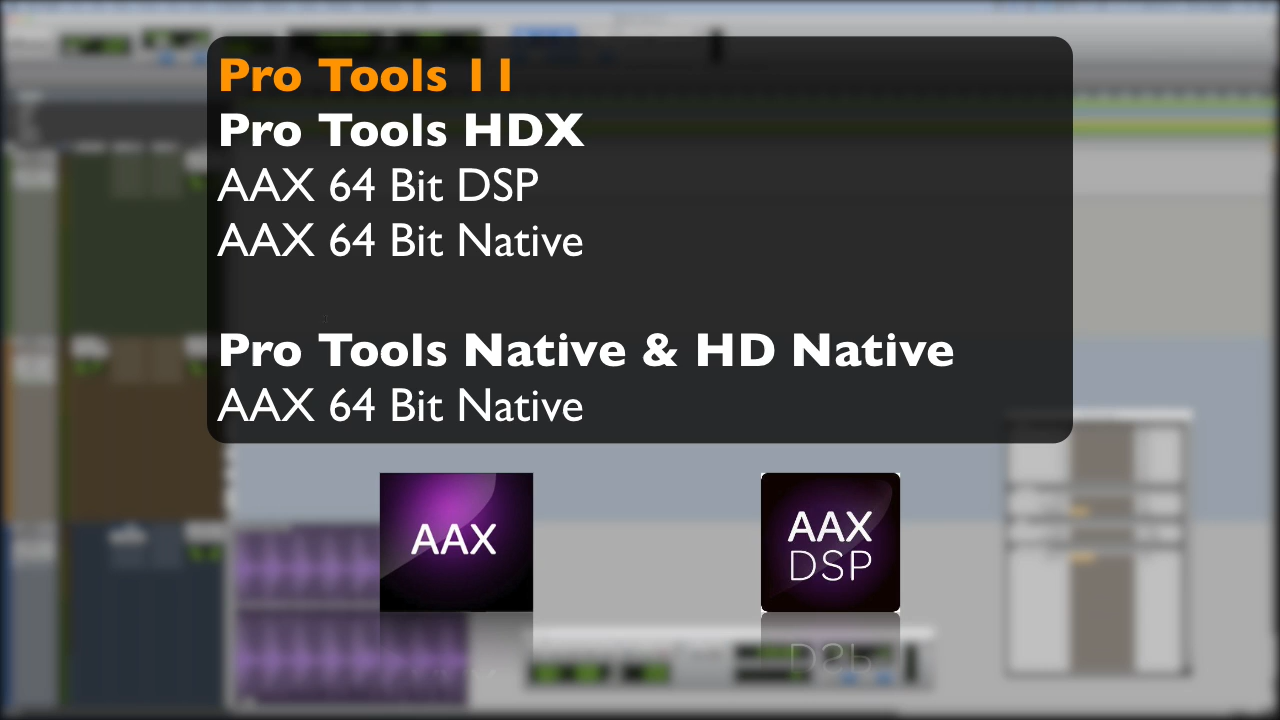 Pro Tools 11
Pro Tools HDX
AAX 64 Bit DSP
AAX 64 Bit Native
Pro Tools Native & HD Native
AAX 64 Bit Native
AAX
AAX
DSP